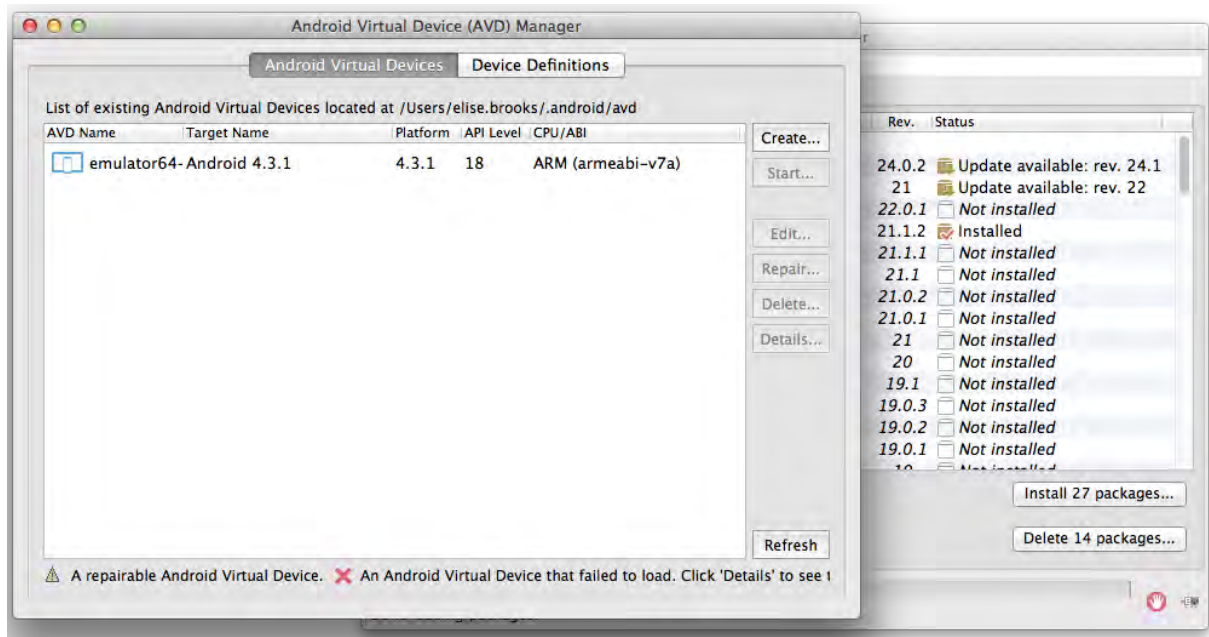 Android Virtual Device (AVD) Manager
Android Virtual Devices Device Definitions
List of existing Android Virtual Devices located at /Users/elise.brooks/.android/avd
AVD Name Target Name Platform API Level CPU/ABI
emulator64- Android 4.3.1 4.3.1 18 ARM (armeabi-v7a)
Create...
Start...
Edit...
Repair...
Delete...
Details...
Refresh
A repairable Android Virtual Device. An Android Virtual Device that failed to load. Click 'Details' to see
r
Rev. Status
24.0.2 Update available: rev. 24.1
21 Update available: rev. 22
22.0.1 Not installed
21.1.2 Installed
21.1.1 Not installed
21.1 Not installed
21.0.2 Not installed
21.0.1 Not installed
21 Not installed
20 Not installed
19.1 Not installed
19.0.3 Not installed
19.0.2 Not installed
19.0.1 Not installed
19 Not installed
Install 27 packages...
Delete 14 packages...